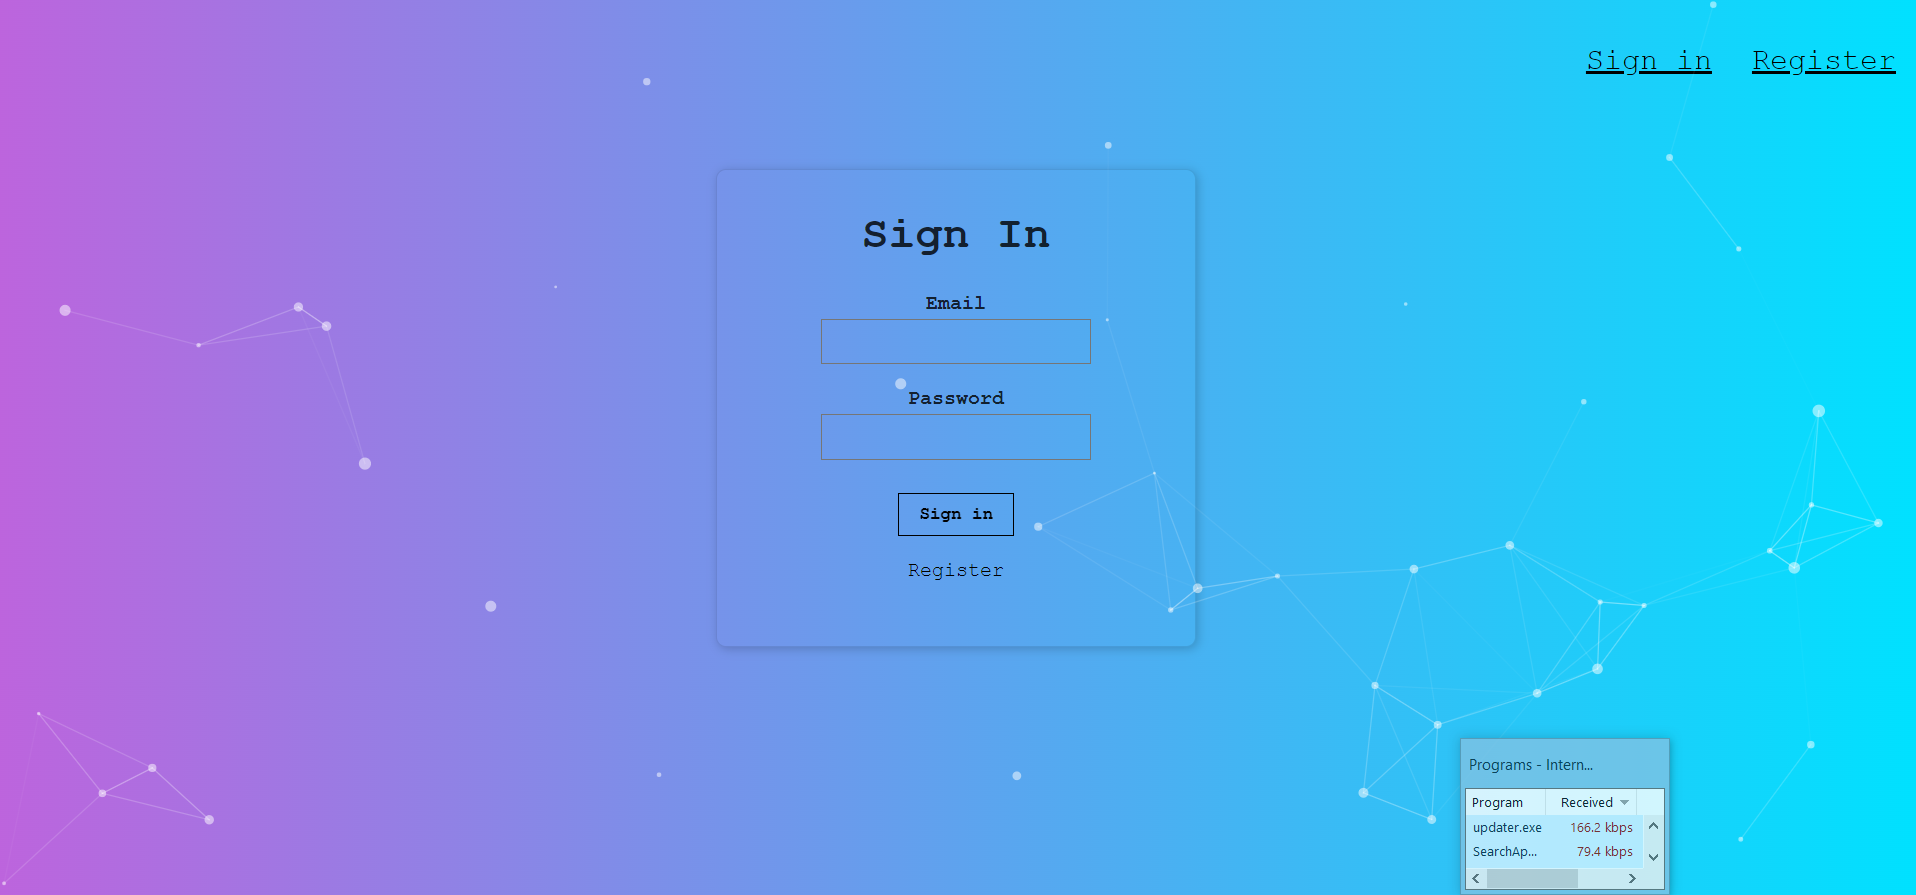 Sign in Register
Sign In
Email
Password
Sign in
Register
Programs - Intern...
Program Received
updater.exe 166.2 kbps
SearchAp... 79.4 kbps